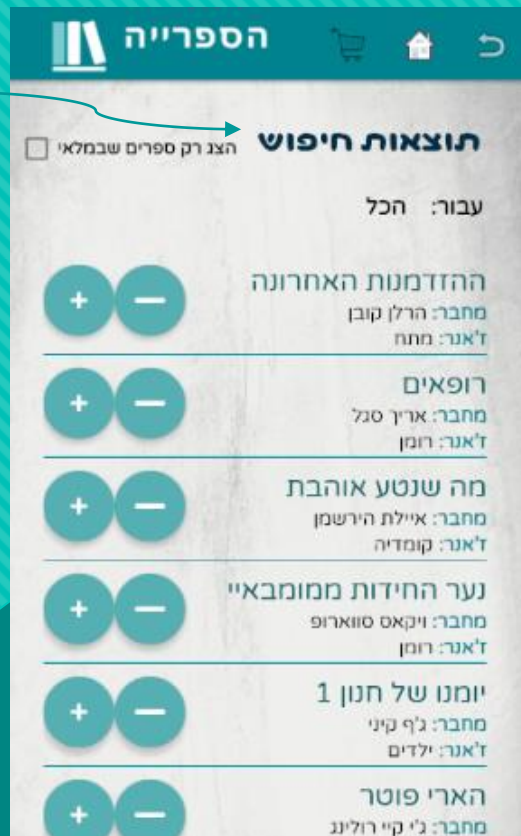 הספרייה
תוצאות חיפוש
הצג רק ספרים שבמלאי
עבור: הכל
ההזדמנות האחרונה
מחבר: הרלן קובן
ז'אנר: מתח
רופאים
מחבר: אריך סגל
ז'אנר: רומן
מה שנטע אוהבת
מחבר: איילת הירשמן
ז'אנר: קומדיה
נער החידות ממומבאיי
מחבר: ויקאס סווארופ
ז'אנר: רומן
יומנו של חנון 1
מחבר: ג'ף קיני
ז'אנר: ילדים
הארי פוטר
מחבר: ג'י קיי רולינג